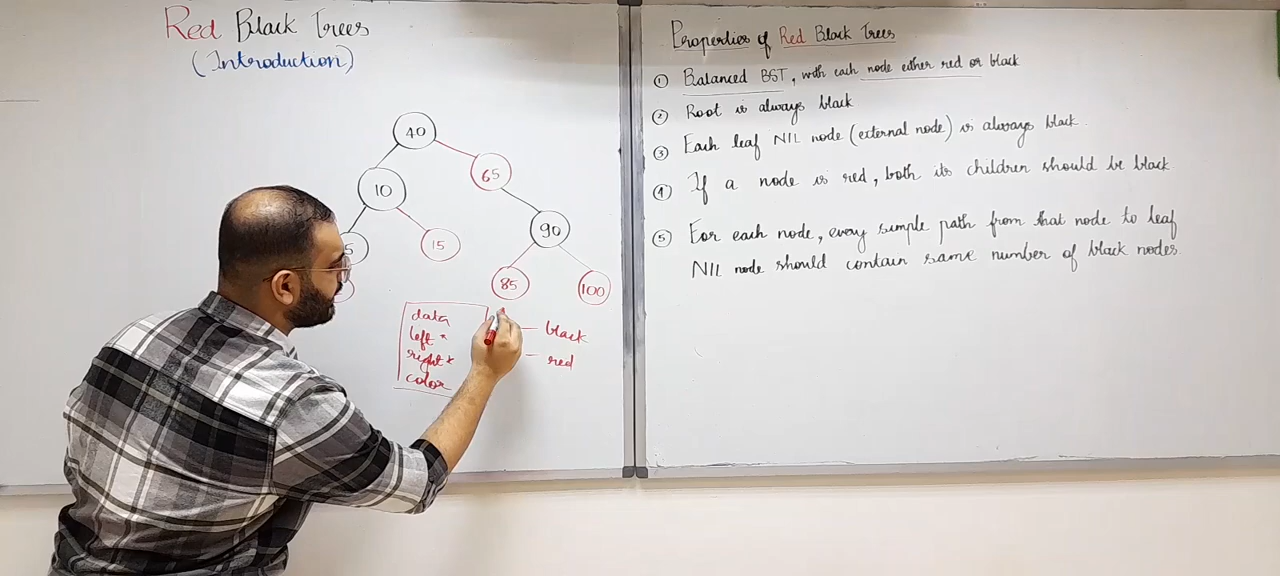 Red Black Trees
(Introduction)
40
65
10
90
5
15
85
100
data
left *
right *
color
black
red
Properties of Red Black Trees
① Balanced BST, with each node either red or black
② Root is always black
③ Each leaf NIL node (external node) is always black.
④ If a node is red, both its children should be black
⑤ For each node, every simple path from that node to leaf
NIL node should contain same number of black nodes.